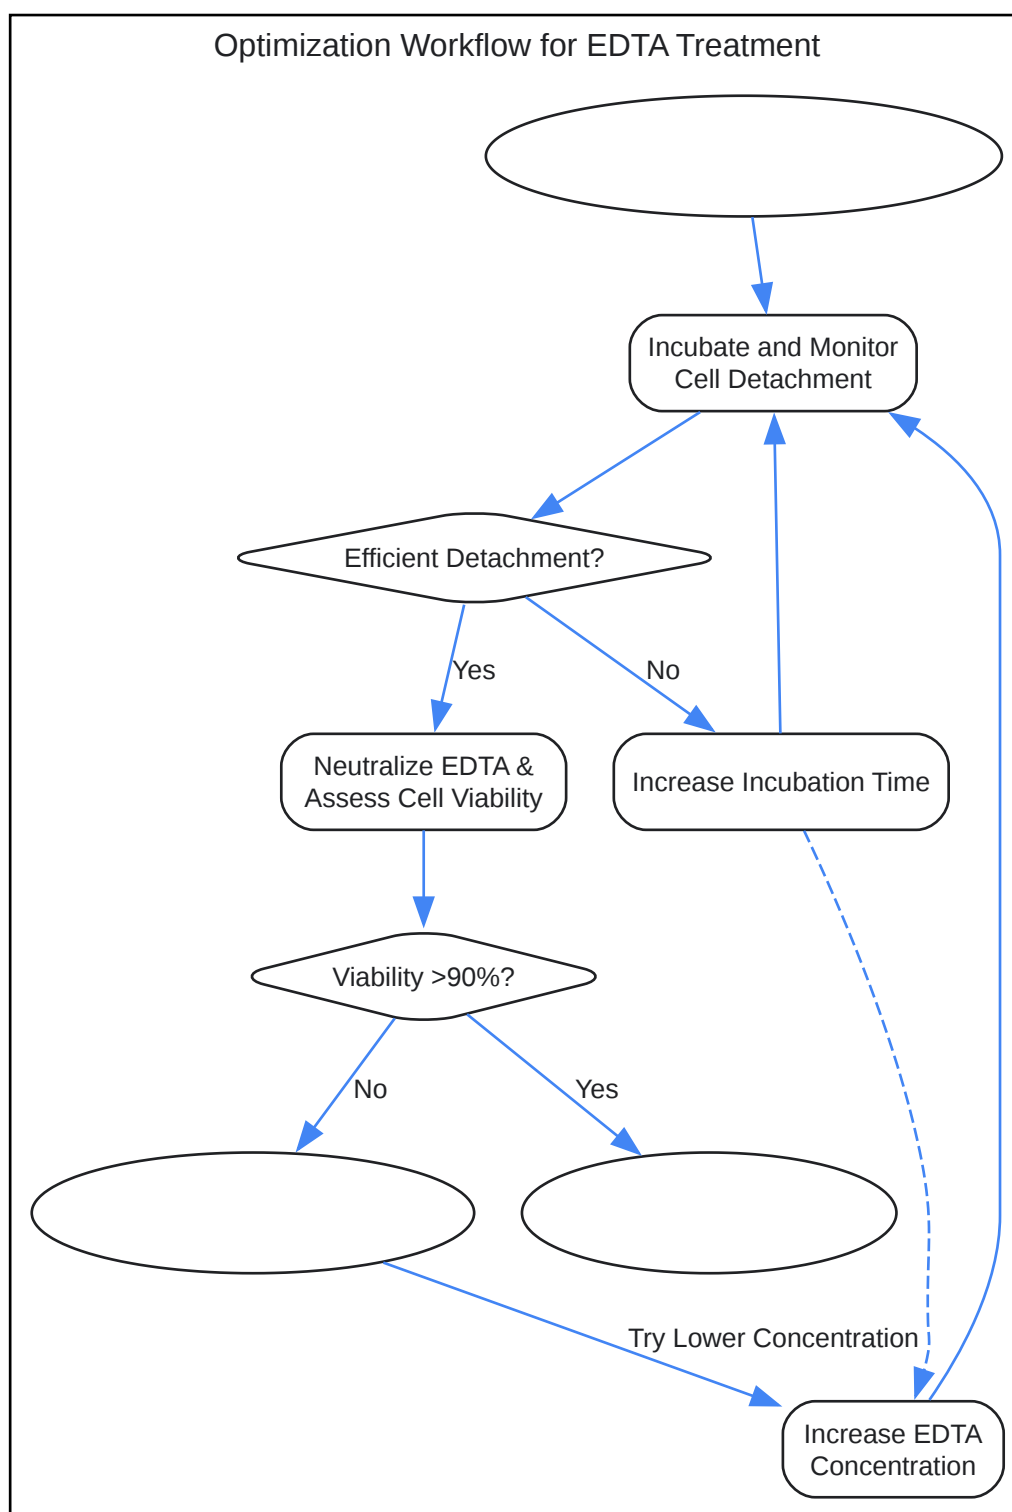 Optimization Workflow for EDTA Treatment
Incubate and Monitor
Cell Detachment
Efficient Detachment?
Yes
No
Neutralize EDTA &
Assess Cell Viability
Increase Incubation Time
Viability >90%?
No
Yes
Try Lower Concentration
Increase EDTA
Concentration